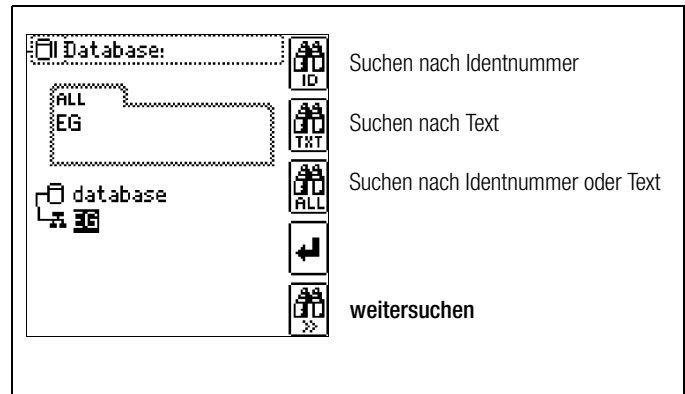 Database:
ID
Suchen nach Identnummer
ALL
EG
TXT
Suchen nach Text
ALL
Suchen nach Identnummer oder Text
database
EG
>>
weitersuchen